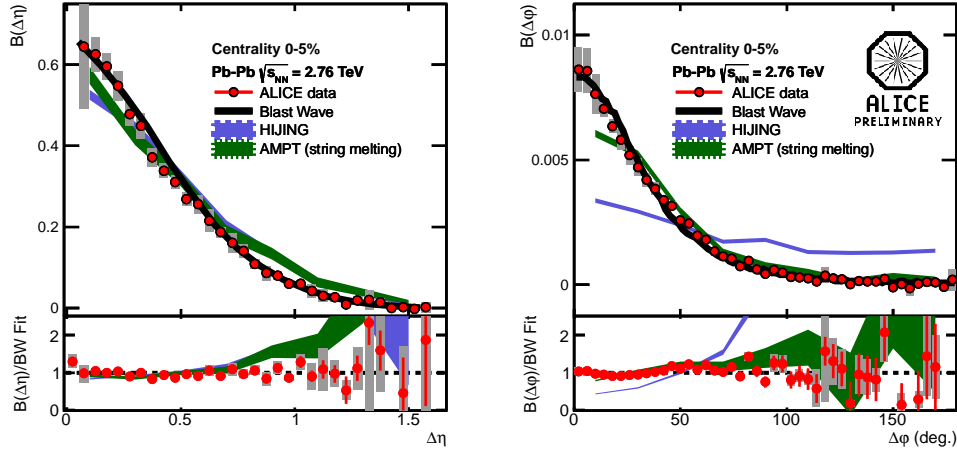 B(Δη)
0.6
0.4
0.2
0
Centrality 0-5%
Pb-Pb √sNN = 2.76 TeV
ALICE data
Blast Wave
HIJING
AMPT (string melting)
B(Δη)/BW Fit
2
1
0
0 0.5 1 1.5
Δη
B(Δφ)
0.01
0.005
0
Centrality 0-5%
Pb-Pb √sNN = 2.76 TeV
ALICE data
Blast Wave
HIJING
AMPT (string melting)
ALICE
PRELIMINARY
B(Δφ)/BW Fit
2
1
0
0 50 100 150
Δφ (deg.)